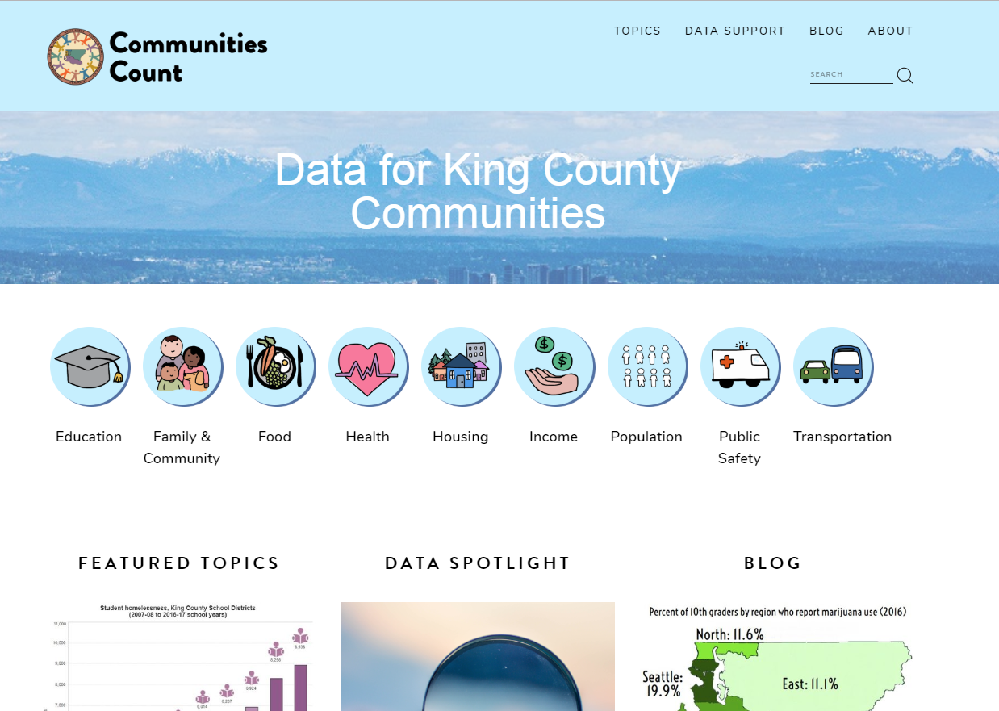 Communities
Count
TOPICS
DATA SUPPORT
BLOG
ABOUT
SEARCH
Data for King County
Communities
Education
Family &
Community
Food
Health
Housing
Income
Population
Public
Safety
Transportation
FEATURED TOPICS
DATA SPOTLIGHT
BLOG
Student homelessness, King County School Districts
(2007-08 to 2016-17 school years)
11,000
10,000
9,000
8,000
7,000
8,938
8,298
6,924
6,267
6,014
Percent of 10th graders by region who report marijuana use (2016)
North: 11.6%
Seattle:
19.9%
East: 11.1%